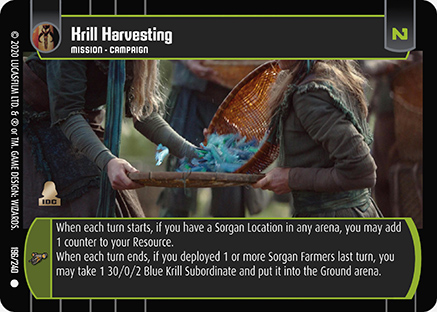 Krill Harvesting
MISSION - CAMPAIGN
N
© 2020 LUCASFILM LTD. & ® OR TM. GAME DESIGN: WIZARDS.
IDC
When each turn starts, if you have a Sorgan Location in any arena, you may add
1 counter to your Resource.
When each turn ends, if you deployed 1 or more Sorgan Farmers last turn, you
may take 1 30/0/2 Blue Krill Subordinate and put it into the Ground arena.
196/240